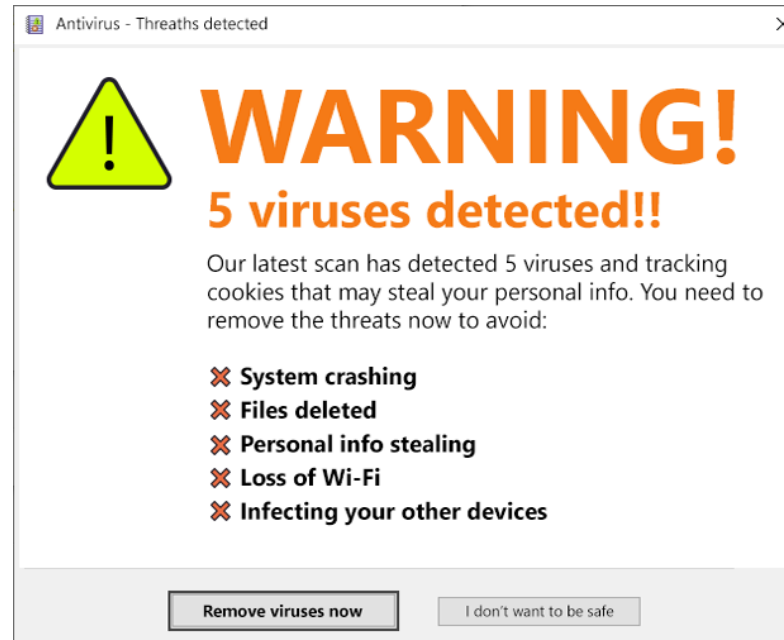 Antivirus - Threaths detected
WARNING!
5 viruses detected!!
Our latest scan has detected 5 viruses and tracking
cookies that may steal your personal info. You need to
remove the threats now to avoid:
System crashing
Files deleted
Personal info stealing
Loss of Wi-Fi
Infecting your other devices
Remove viruses now
I don't want to be safe